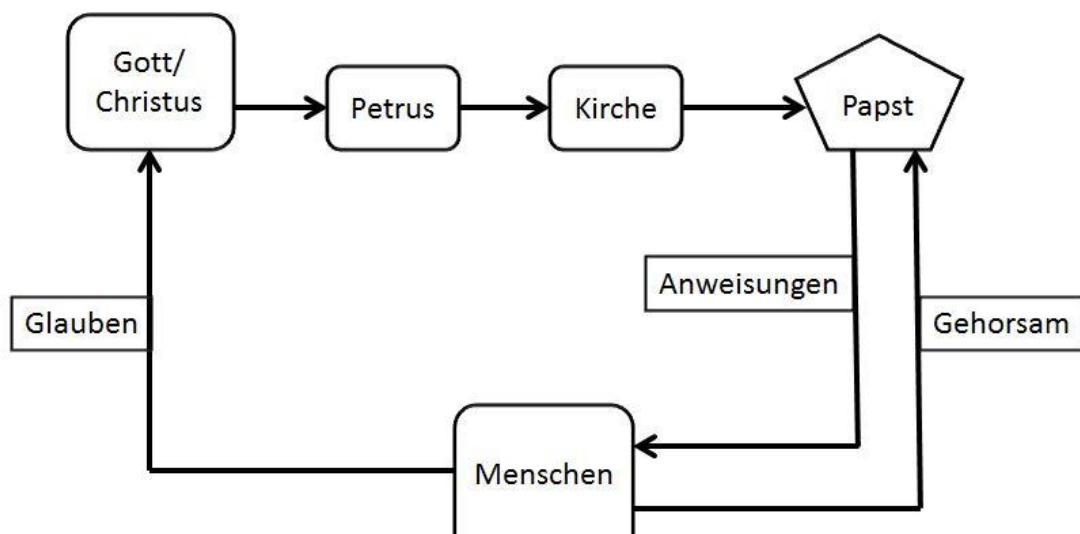 Gott/
Christus
Petrus
Kirche
Papst
Anweisungen
Glauben
Gehorsam
Menschen